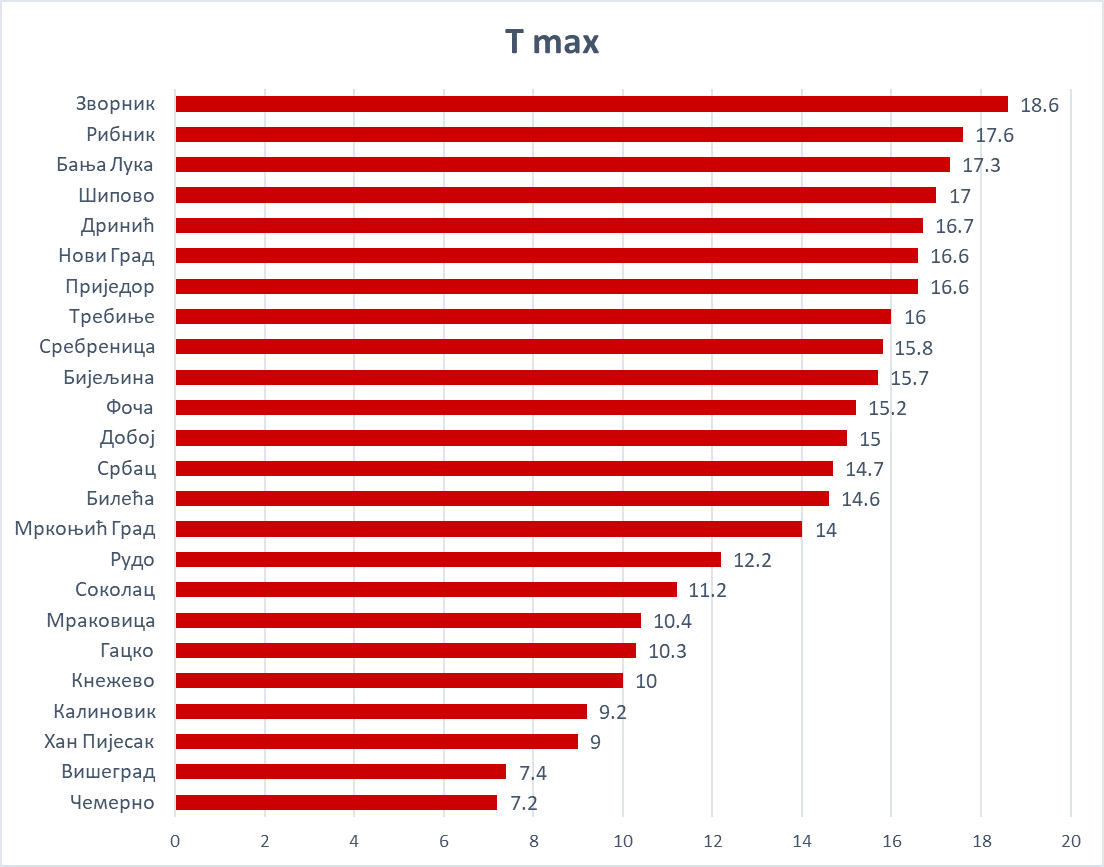 T max
Зворник 18.6
Рибник 17.6
Бања Лука 17.3
Шипово 17
Дринић 16.7
Нови Град 16.6
Приједор 16.6
Требиње 16
Сребреница 15.8
Бијељина 15.7
Фоча 15.2
Добој 15
Србац 14.7
Билећа 14.6
Мркоњић Град 14
Рудо 12.2
Соколац 11.2
Мраковица 10.4
Гацко 10.3
Кнежево 10
Калиновик 9.2
Хан Пијесак 9
Вишеград 7.4
Чемерно 7.2
0 2 4 6 8 10 12 14 16 18 20